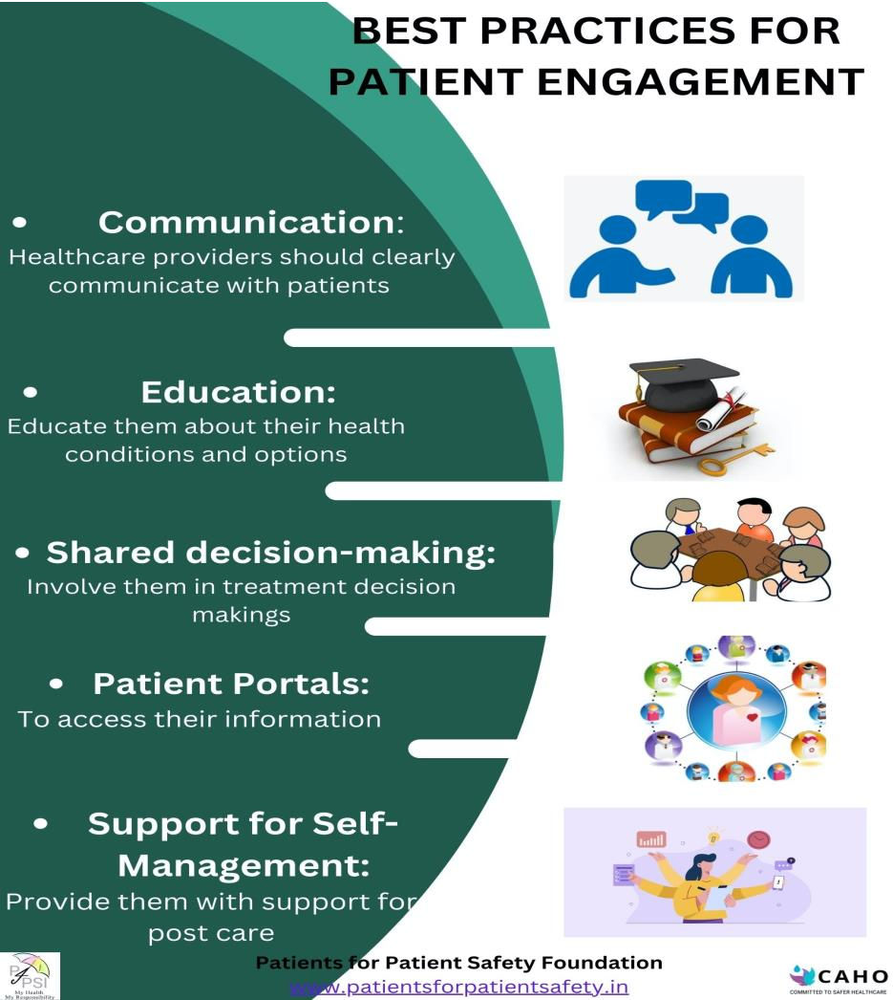 BEST PRACTICES FOR
PATIENT ENGAGEMENT
• Communication:
Healthcare providers should clearly
communicate with patients
• Education:
Educate them about their health
conditions and options
• Shared decision-making:
Involve them in treatment decision
makings
• Patient Portals:
To access their information
• Support for Self-
Management:
Provide them with support for
post care
Patients for Patient Safety Foundation
www.patientsforpatientsafety.in
P4PSI
My Health
My Responsibility
CAHO
COMMITTED TO SAFER HEALTHCARE